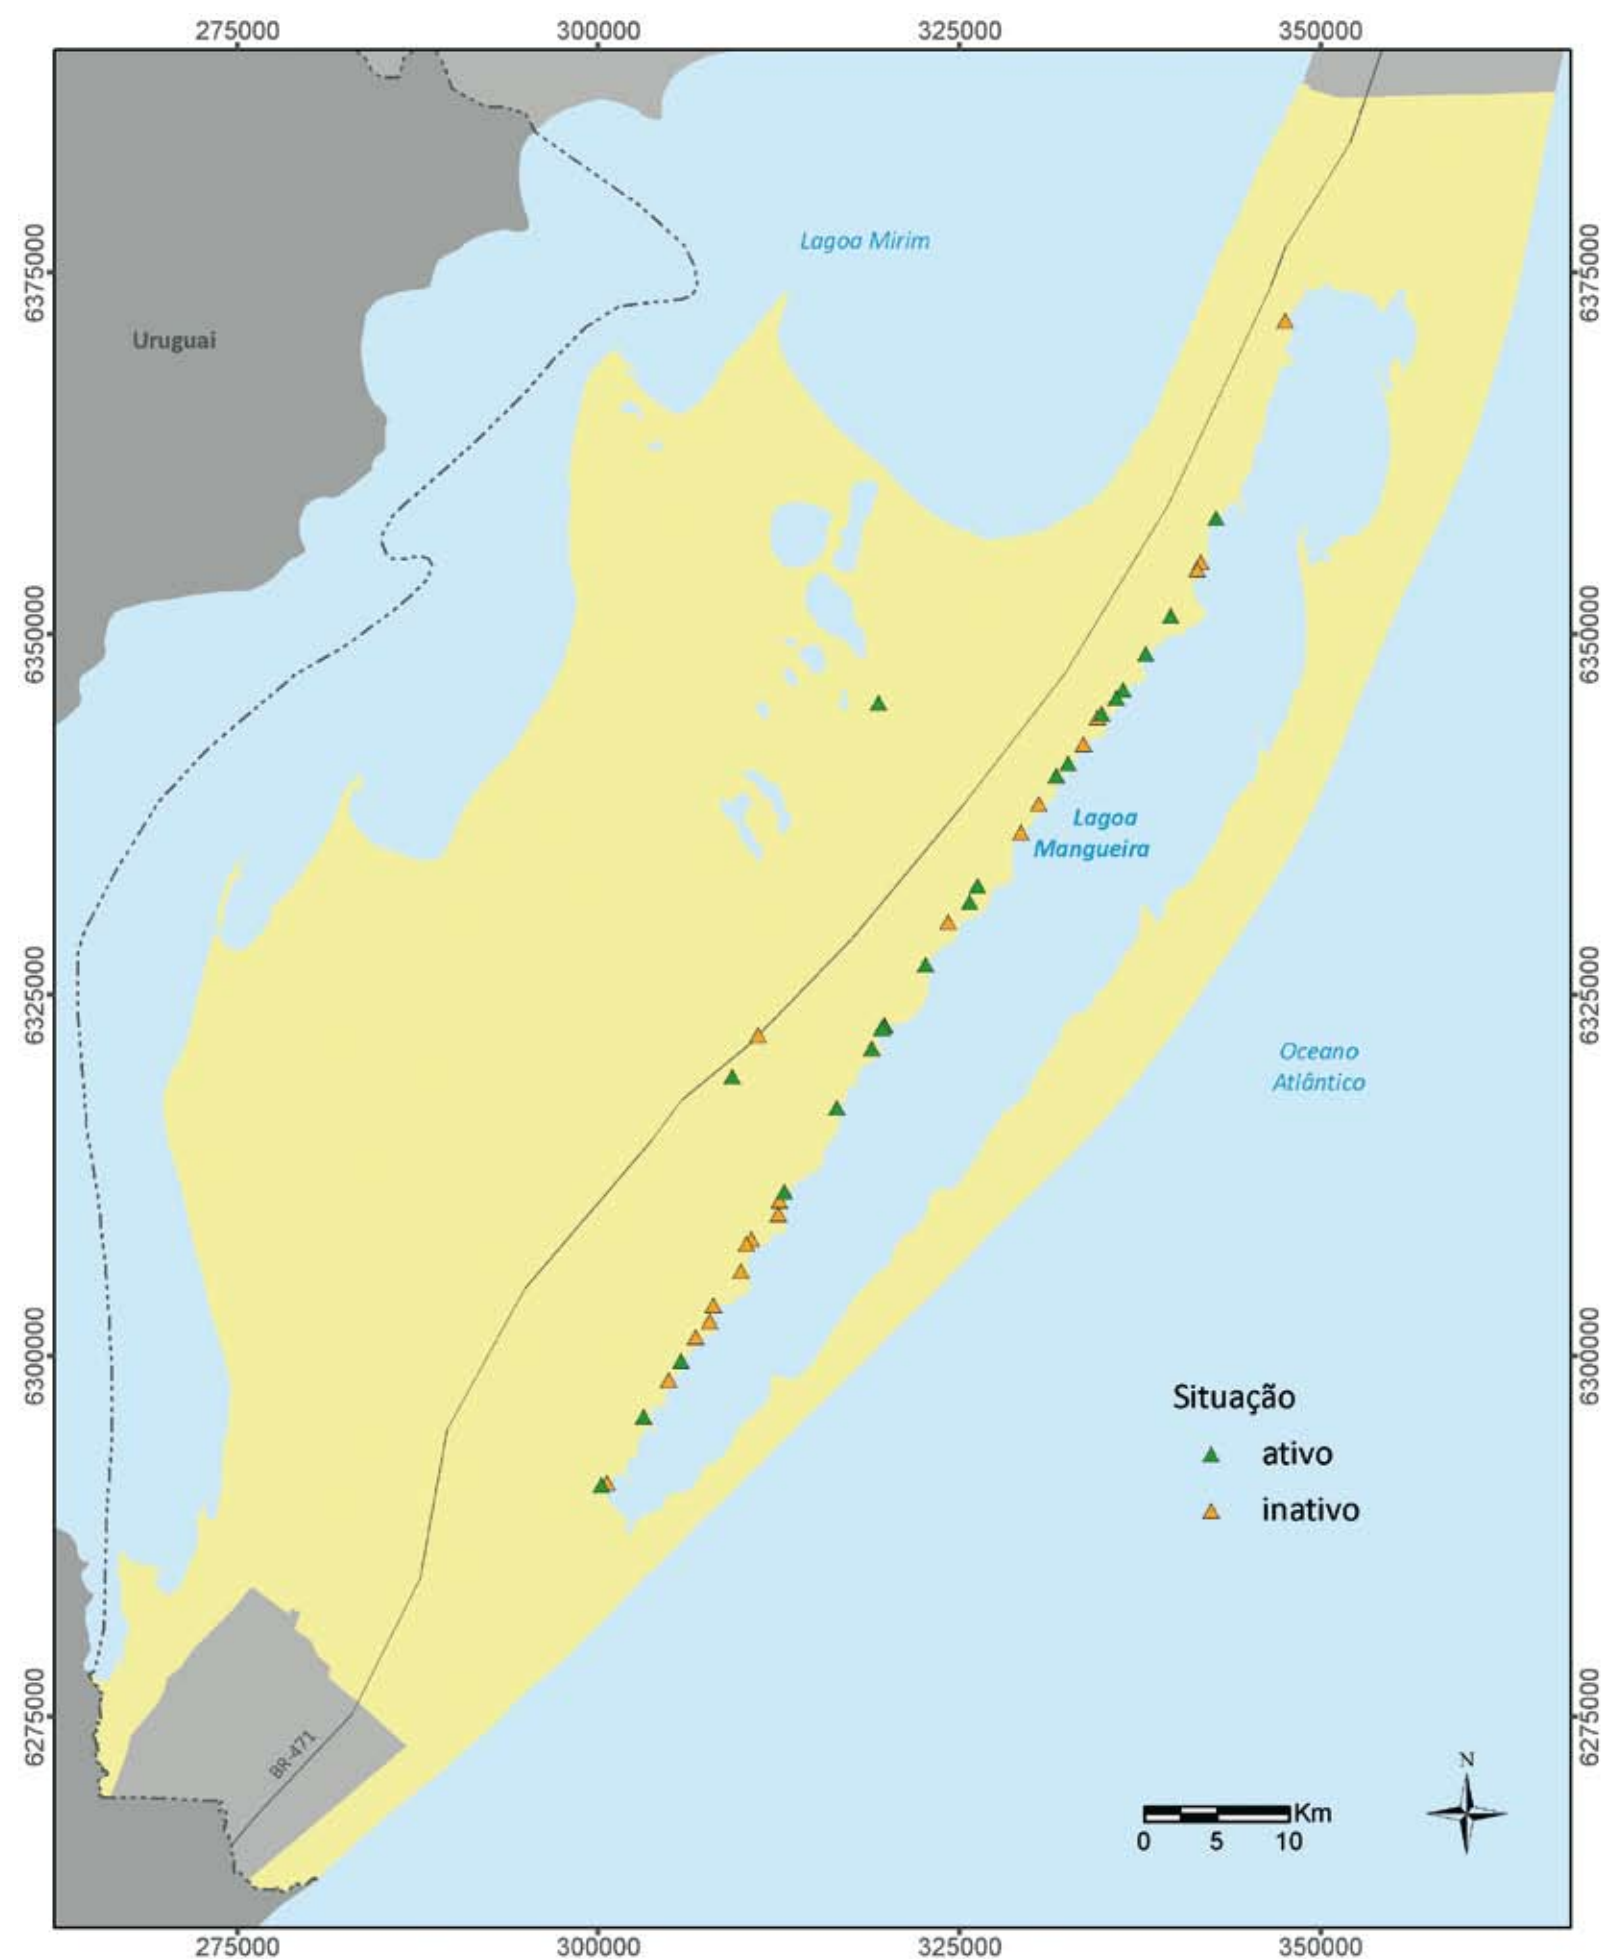 275000 300000 325000 350000
6375000 6375000
Lagoa Mirim
Uruguai
6350000 6350000
Lagoa
Mangueira
6325000 6325000
Oceano
Atlântico
6300000 6300000
Situação
ativo
inativo
6275000 6275000
BR-471
N
Km
0 5 10
275000 300000 325000 350000